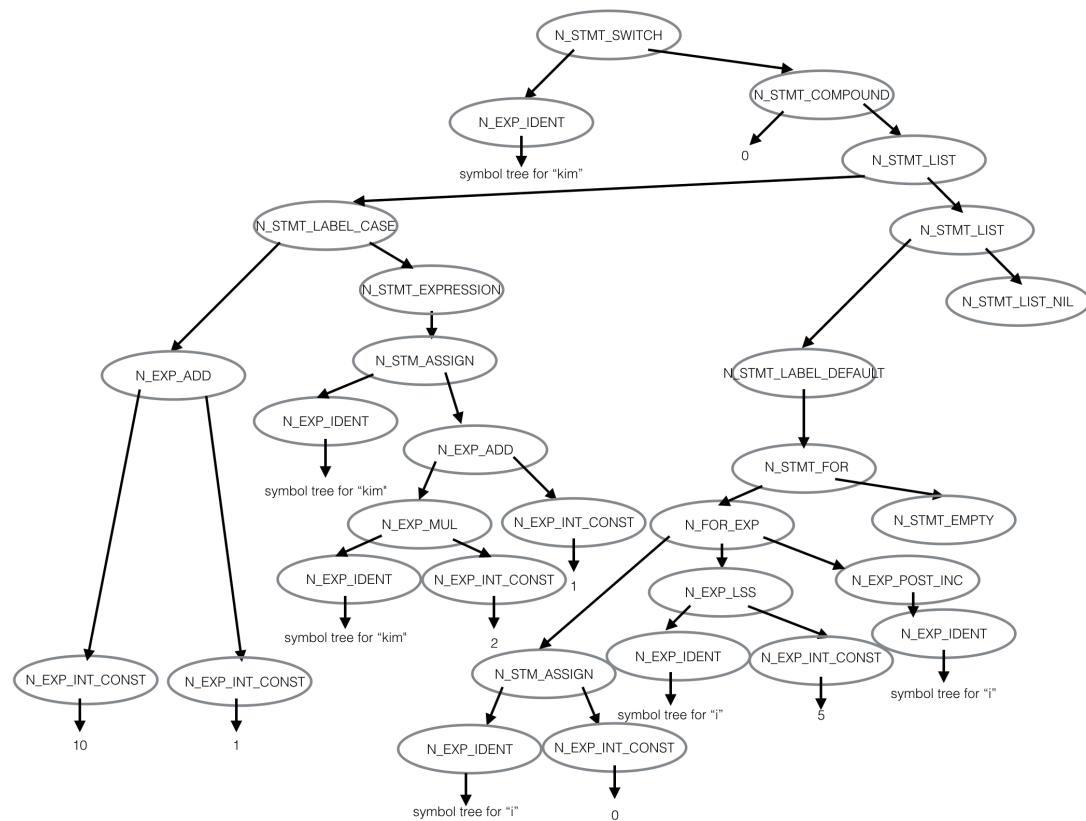 N_STMT_SWITCH
N_STMT_COMPOUND
N_EXP_IDENT
0
N_STMT_LIST
symbol tree for “kim”
N_STMT_LABEL_CASE
N_STMT_LIST
N_STMT_EXPRESSION
N_STMT_LIST_NIL
N_STM_ASSIGN
N_EXP_ADD
N_STMT_LABEL_DEFAULT
N_EXP_IDENT
N_EXP_ADD
N_STMT_FOR
symbol tree for “kim"
N_EXP_MUL
N_EXP_INT_CONST
N_FOR_EXP
N_STMT_EMPTY
N_EXP_IDENT
N_EXP_INT_CONST
1
N_EXP_LSS
N_EXP_POST_INC
symbol tree for “kim"
2
N_EXP_IDENT
N_EXP_INT_CONST
N_EXP_INT_CONST
N_STM_ASSIGN
N_EXP_IDENT
N_EXP_INT_CONST
symbol tree for “i”
symbol tree for “i”
5
10
1
N_EXP_IDENT
N_EXP_INT_CONST
symbol tree for “i”
0